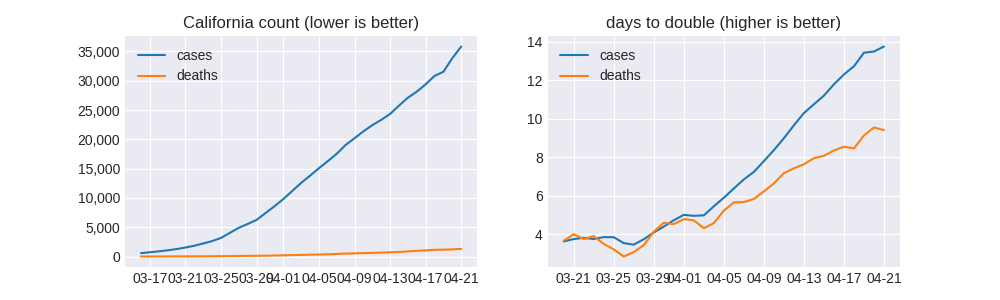 California count (lower is better)
cases
deaths
35,000
30,000
25,000
20,000
15,000
10,000
5,000
0
03-17 03-21 03-25 03-29 04-01 04-05 04-09 04-13 04-17 04-21
days to double (higher is better)
cases
deaths
14
12
10
8
6
4
03-21 03-25 03-29 04-01 04-05 04-09 04-13 04-17 04-21